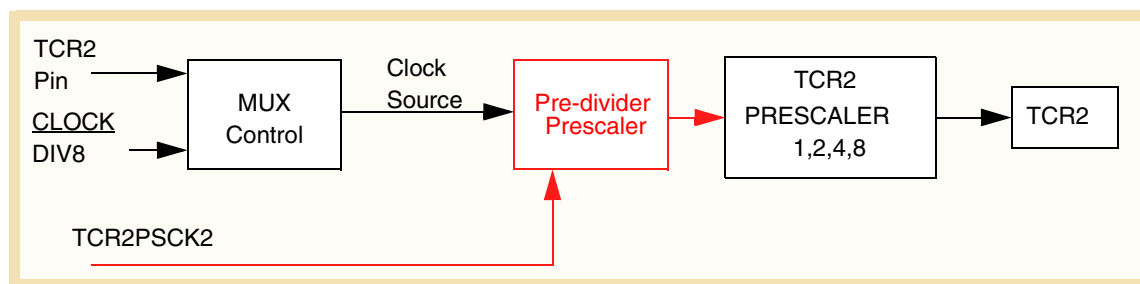 TCR2
Pin
CLOCK
DIV8
MUX
Control
Clock
Source
Pre-divider
Prescaler
TCR2
PRESCALER
1,2,4,8
TCR2
TCR2PSCK2